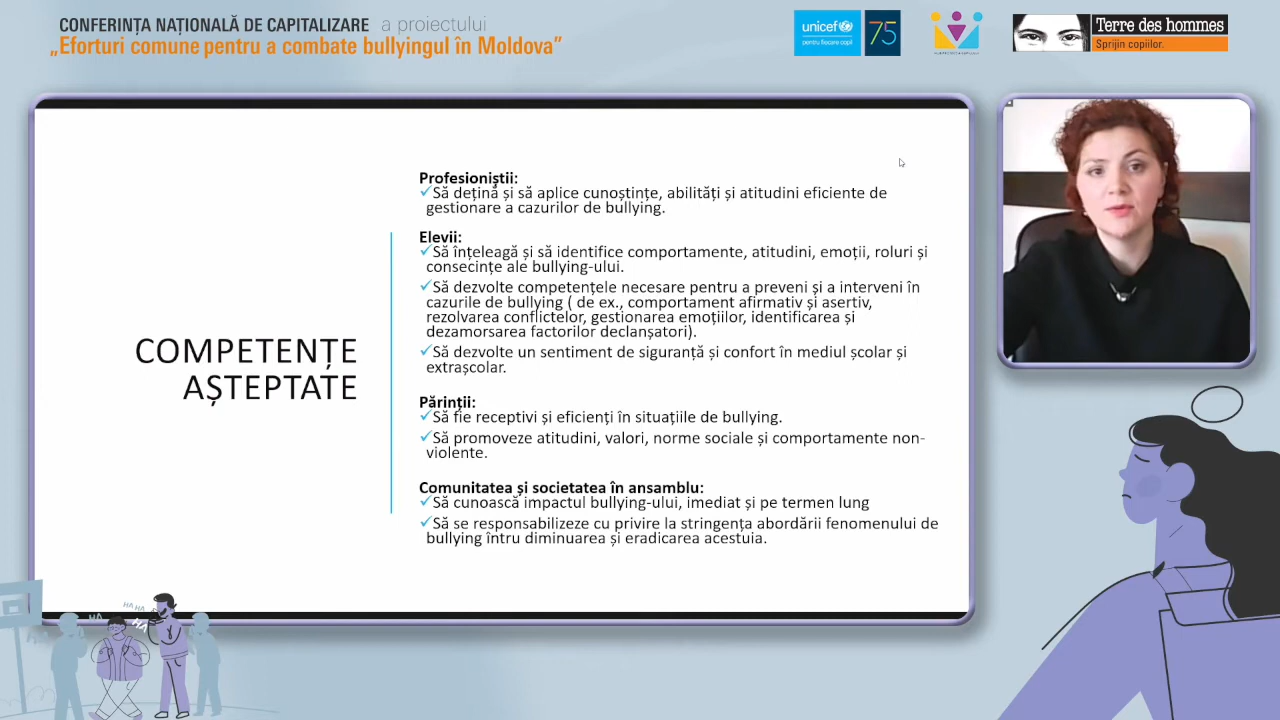 CONFERINȚA NAȚIONALĂ DE CAPITALIZARE a proiectului
„Eforturi comune pentru a combate bullyingul în Moldova”
unicef
pentru fiecare copil
75
Terre des hommes
Sprijin copiilor.
COMPETENȚE
AȘTEPTATE
Profesioniștii:
✓Să dețină și să aplice cunoștințe, abilități și atitudini eficiente de
gestionare a cazurilor de bullying.
Elevii:
✓Să înțeleagă și să identifice comportamente, atitudini, emoții, roluri și
consecințe ale bullying-ului.
✓Să dezvolte competențele necesare pentru a preveni și a interveni în
cazurile de bullying ( de ex., comportament afirmativ și asertiv,
rezolvarea conflictelor, gestionarea emoțiilor, identificarea și
dezamorsarea factorilor declanșatori).
✓Să dezvolte un sentiment de siguranță și confort în mediul școlar și
extrașcolar.
Părinții:
✓Să fie receptivi și eficienți în situațiile de bullying.
✓Să promoveze atitudini, valori, norme sociale și comportamente non-
violente.
Comunitatea și societatea în ansamblu:
✓Să cunoască impactul bullying-ului, imediat și pe termen lung
✓Să se responsabilizeze cu privire la stringența abordării fenomenului de
bullying întru diminuarea și eradicarea acestuia.
HA HA
HA
HA